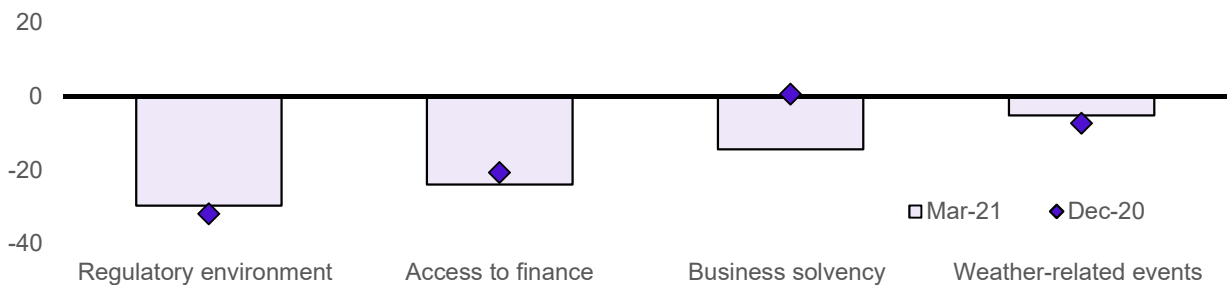 20
0
-20
-40
Mar-21 Dec-20
Regulatory environment Access to finance Business solvency Weather-related events